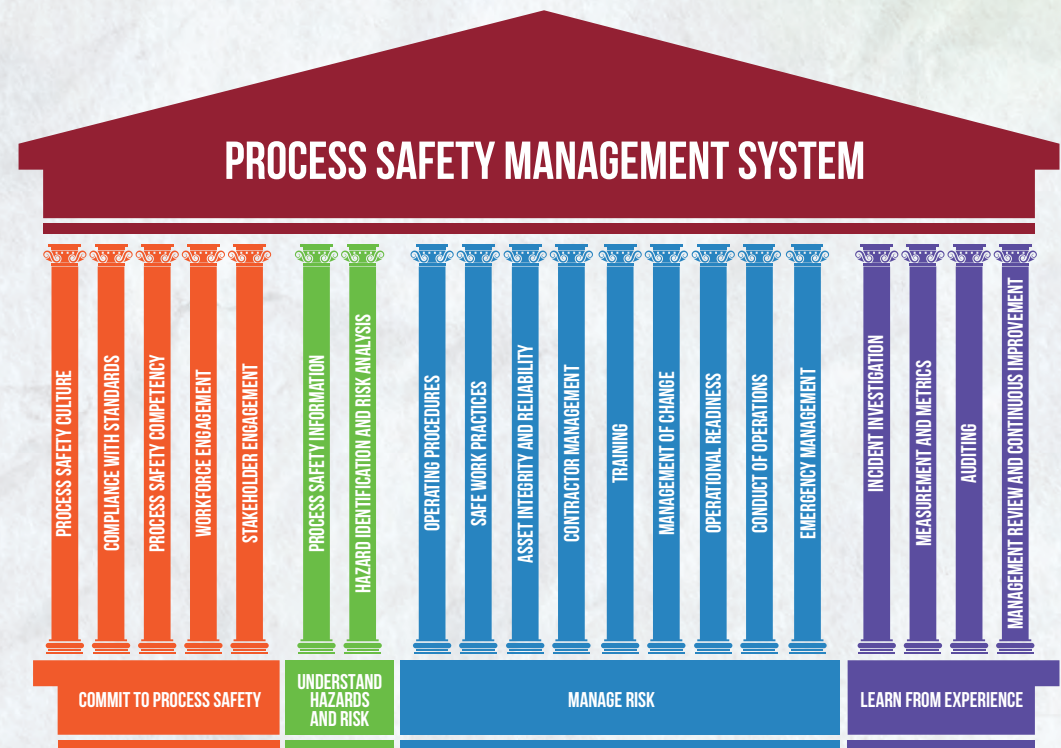 PROCESS SAFETY MANAGEMENT SYSTEM
PROCESS SAFETY CULTURE
COMPLIANCE WITH STANDARDS
PROCESS SAFETY COMPETENCY
WORKFORCE ENGAGEMENT
STAKEHOLDER ENGAGEMENT
PROCESS SAFETY INFORMATION
HAZARD IDENTIFICATION AND RISK ANALYSIS
OPERATING PROCEDURES
SAFE WORK PRACTICES
ASSET INTEGRITY AND RELIABILITY
CONTRACTOR MANAGEMENT
TRAINING
MANAGEMENT OF CHANGE
OPERATIONAL READINESS
CONDUCT OF OPERATIONS
EMERGENCY MANAGEMENT
INCIDENT INVESTIGATION
MEASUREMENT AND METRICS
AUDITING
MANAGEMENT REVIEW AND CONTINUOUS IMPROVEMENT
COMMIT TO PROCESS SAFETY
UNDERSTAND
HAZARDS
AND RISK
MANAGE RISK
LEARN FROM EXPERIENCE